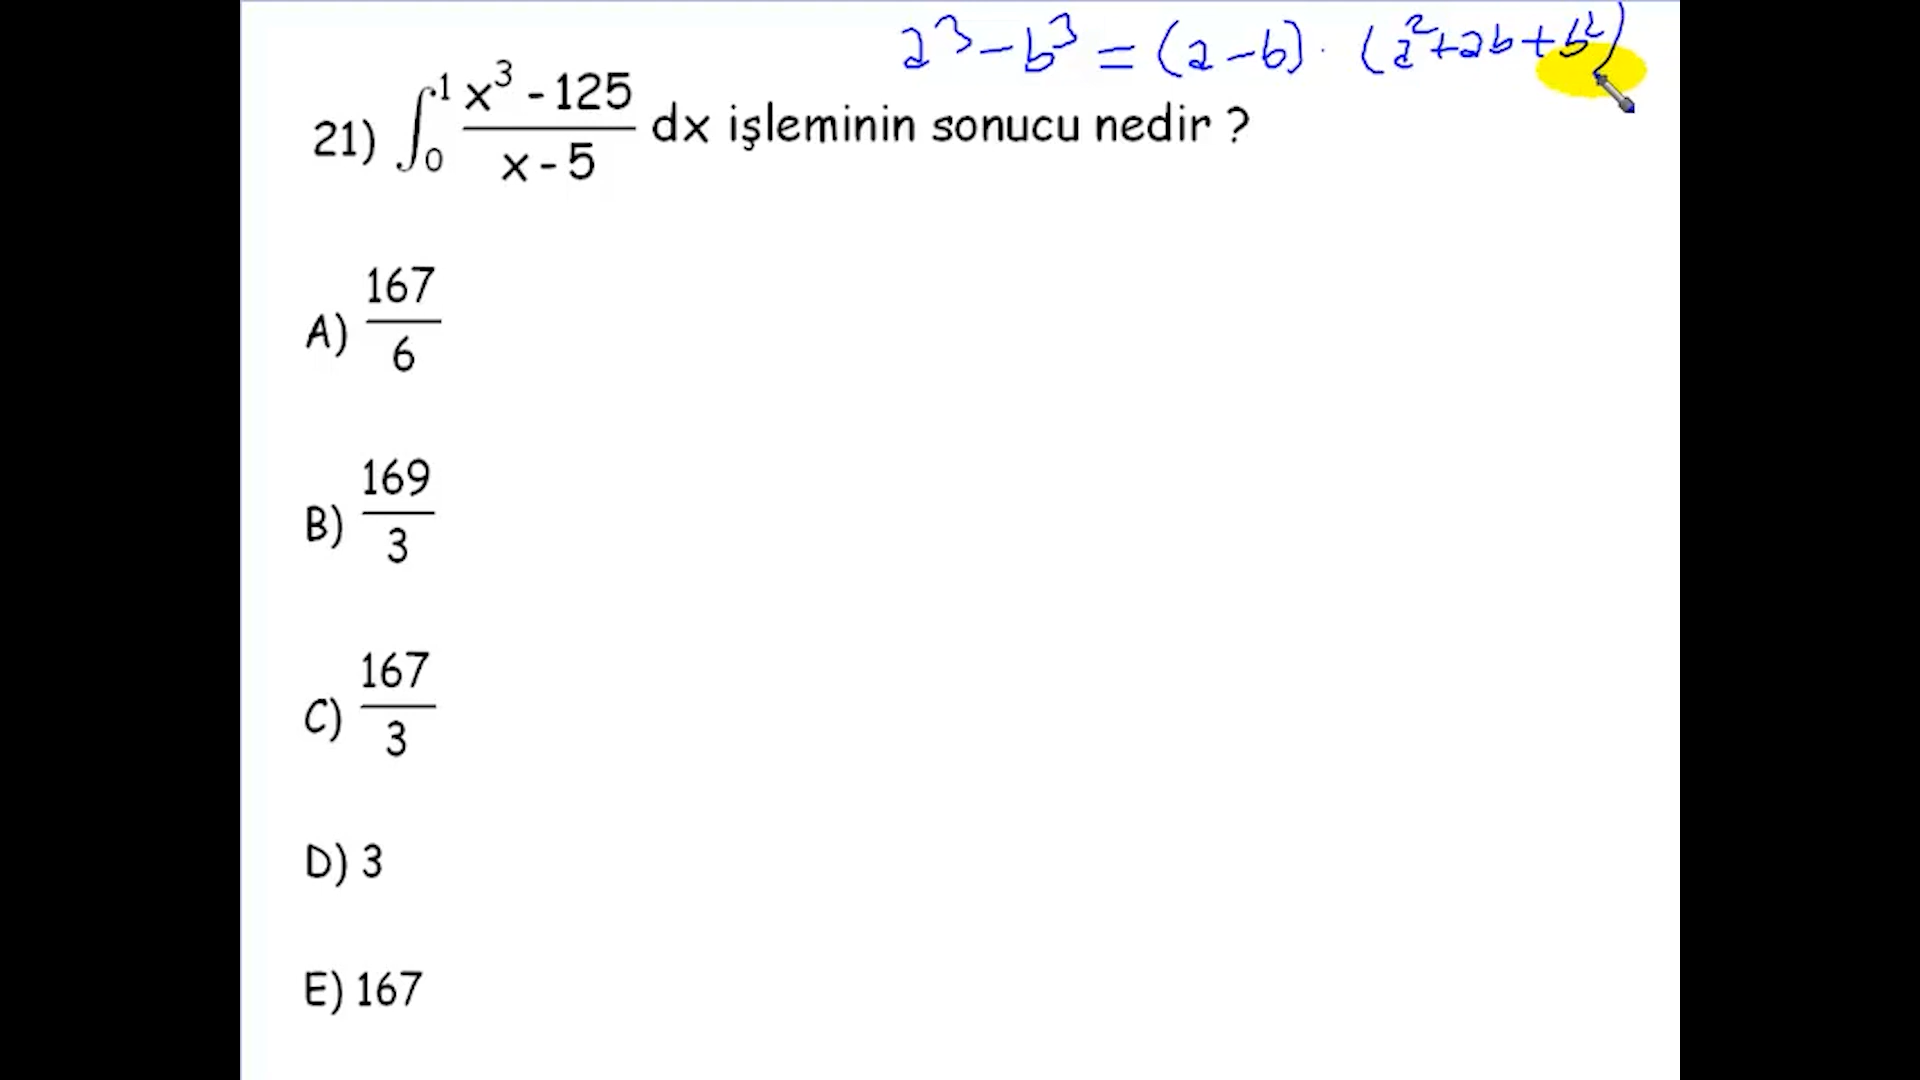 a³ - b³ = (a - b) · (a² + ab + b²)
21) ∫₀¹ (x³ - 125)/(x - 5) dx işleminin sonucu nedir ?
A) 167/6
B) 169/3
C) 167/3
D) 3
E) 167